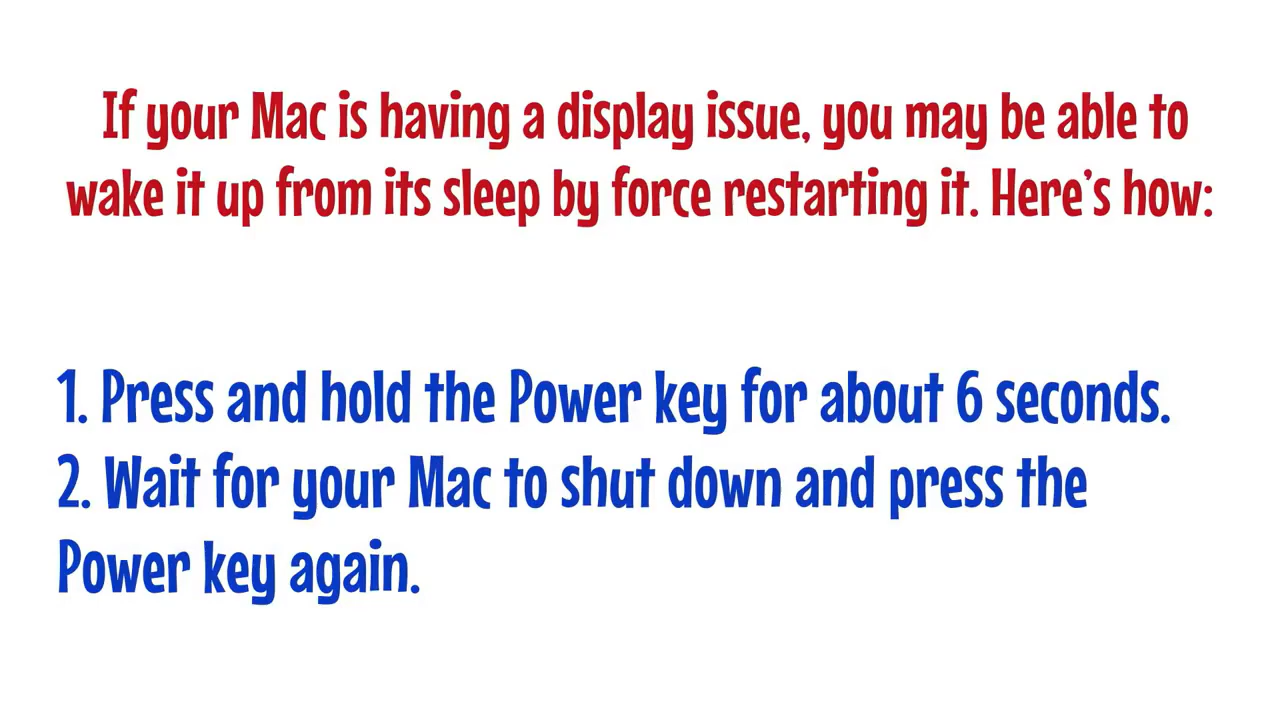 If your Mac is having a display issue, you may be able to
wake it up from its sleep by force restarting it. Here's how:
1. Press and hold the Power key for about 6 seconds.
2. Wait for your Mac to shut down and press the
Power key again.